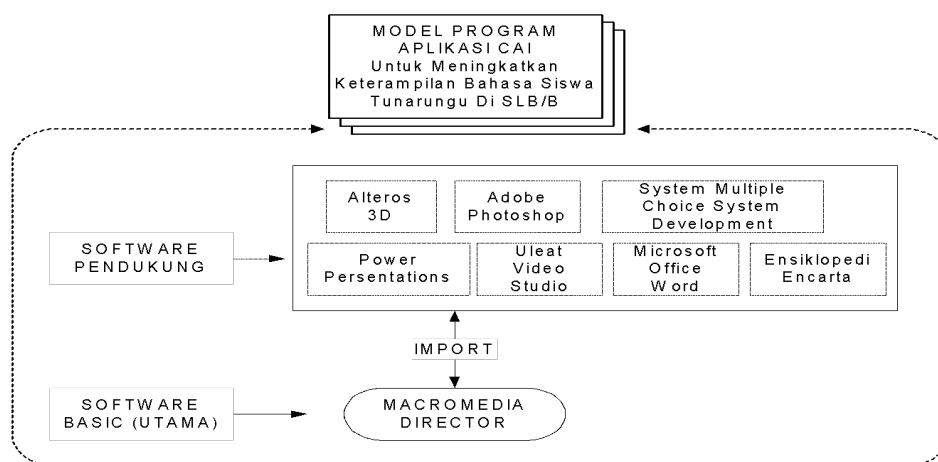 MODEL PROGRAM
APLIKASI CAI
Untuk Meningkatkan
Keterampilan Bahasa Siswa
Tunarungu Di SLB/B
Alteros
3D
Adobe
Photoshop
System Multiple
Choice System
Development
SOFTWARE
PENDUKUNG
Power
Persentations
Uleat
Video
Studio
Microsoft
Office
Word
Ensiklopedi
Encarta
IMPORT
SOFTWARE
BASIC (UTAMA)
MACROMEDIA
DIRECTOR